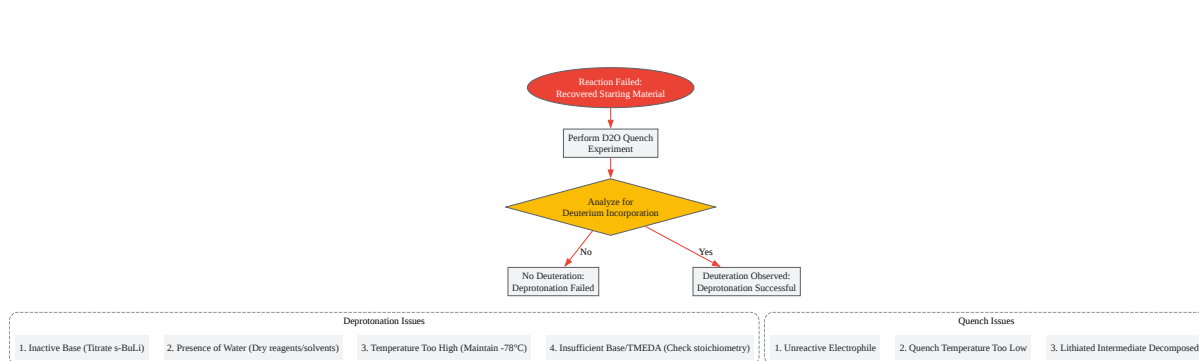 Reaction Failed:
Recovered Starting Material
Perform D2O Quench
Experiment
Analyze for
Deuterium Incorporation
No
Yes
No Deuteration:
Deprotonation Failed
Deuteration Observed:
Deprotonation Successful
Deprotonation Issues
1. Inactive Base (Titrate s-BuLi)
2. Presence of Water (Dry reagents/solvents)
3. Temperature Too High (Maintain -78°C)
4. Insufficient Base/TMEDA (Check stoichiometry)
Quench Issues
1. Unreactive Electrophile
2. Quench Temperature Too Low
3. Lithiated Intermediate Decomposed